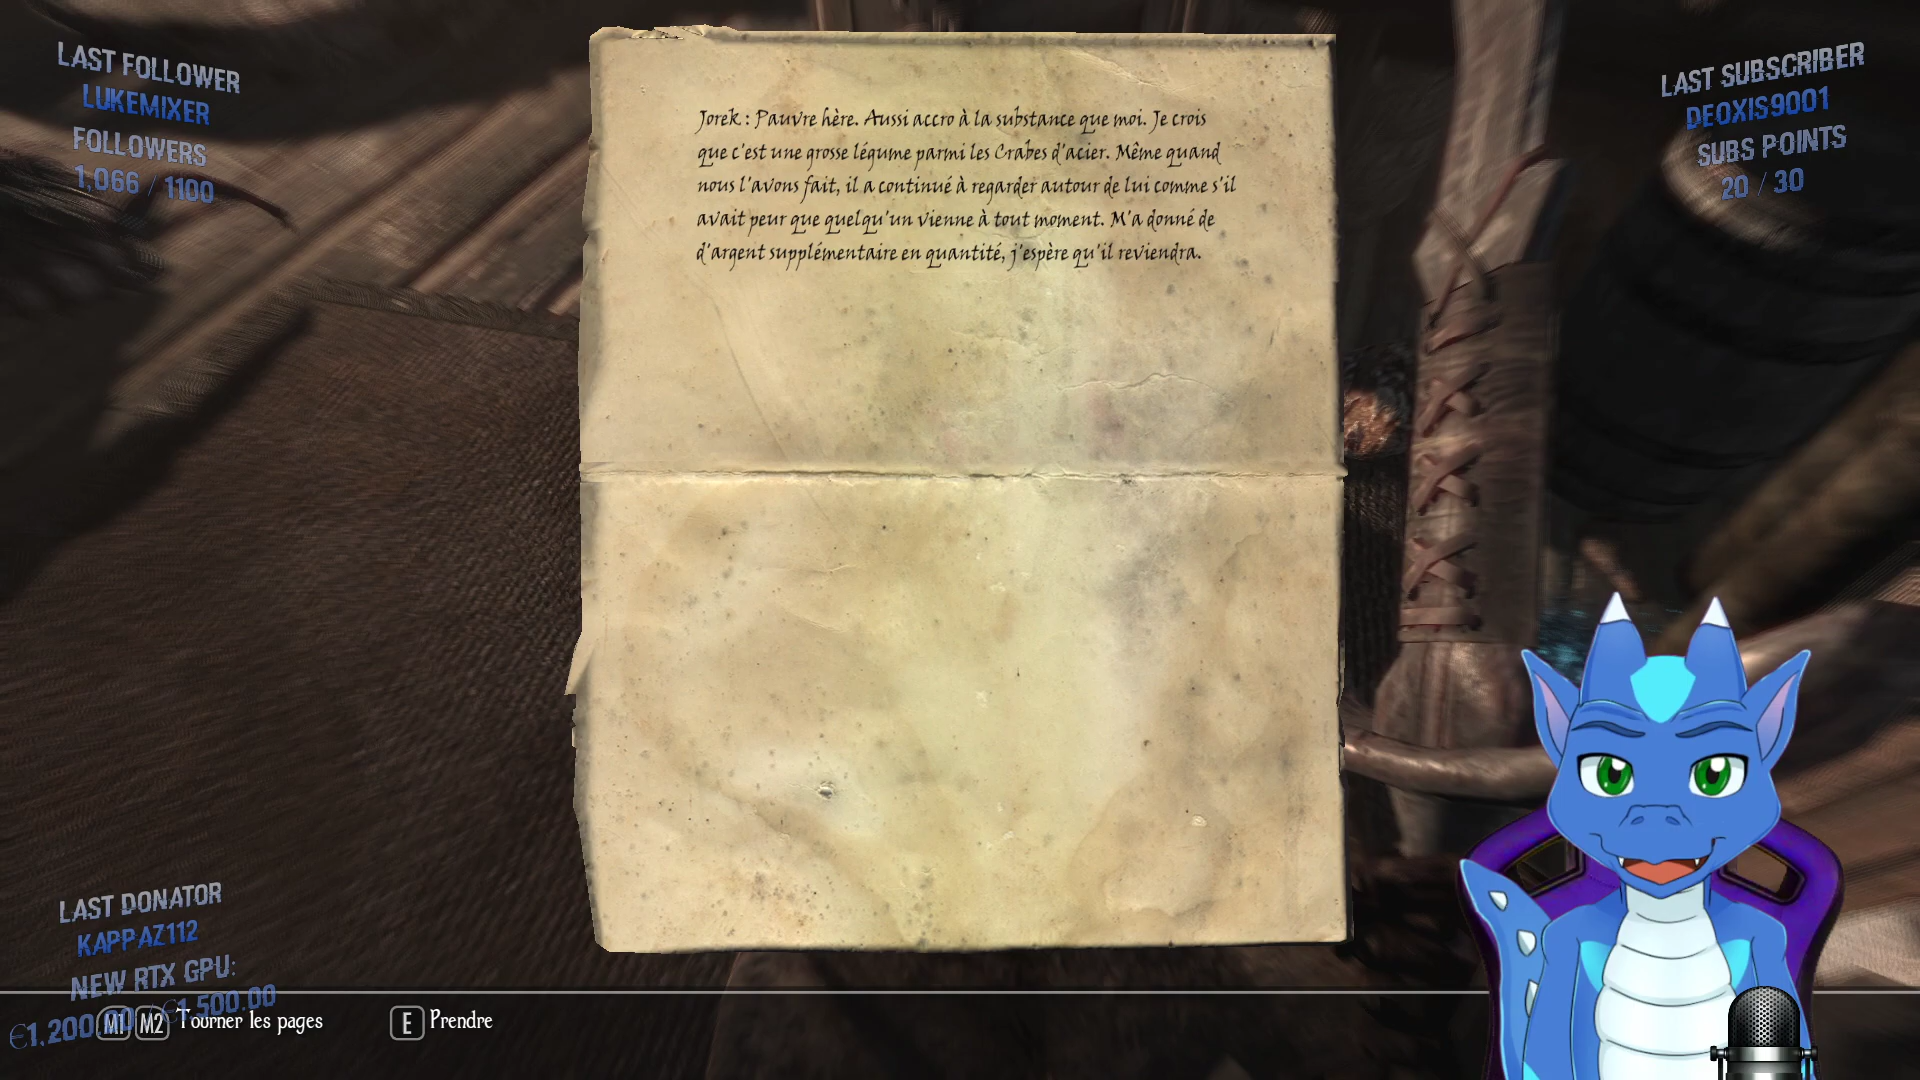 LAST FOLLOWER
LUKEMIXER
FOLLOWERS
1,066 / 1100
LAST SUBSCRIBER
DEOXIS9001
SUBS POINTS
20 / 30
Jorek : Pauvre hère. Aussi accro à la substance que moi. Je crois
que c'est une grosse légume parmi les Crabes d'acier. Même quand
nous l'avons fait, il a continué à regarder autour de lui comme s'il
avait peur que quelqu'un vienne à tout moment. M'a donné de
d'argent supplémentaire en quantité, j'espère qu'il reviendra.
LAST DONATOR
KAPPAZ112
NEW RTX GPU:
€1,500.00
M1 M2 Tourner les pages
E Prendre